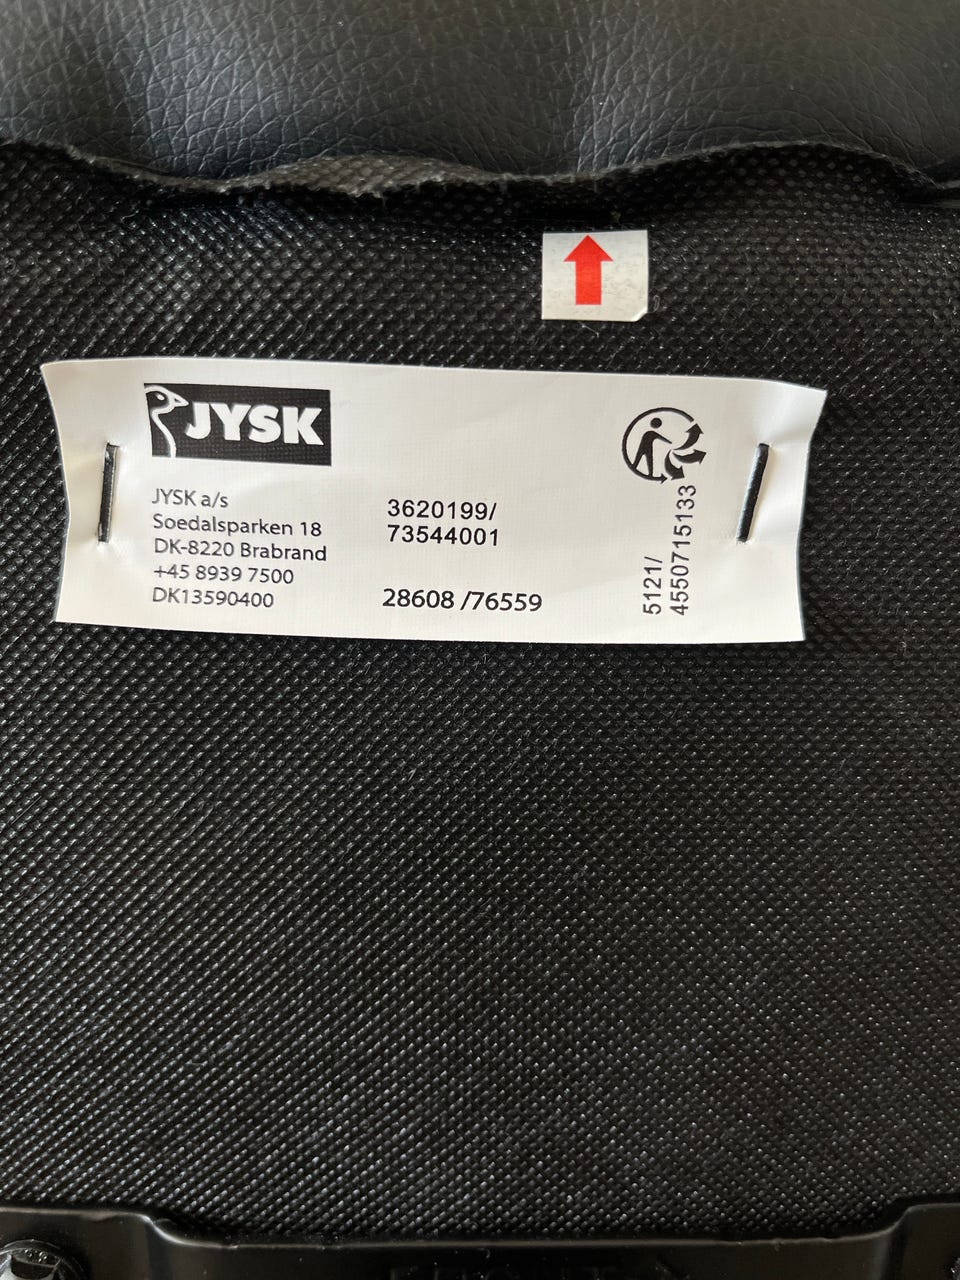 JYSK
JYSK a/s
Soedalsparken 18
DK-8220 Brabrand
+45 8939 7500
DK13590400
3620199/
73544001
28608 /76559
5121/
4550715133